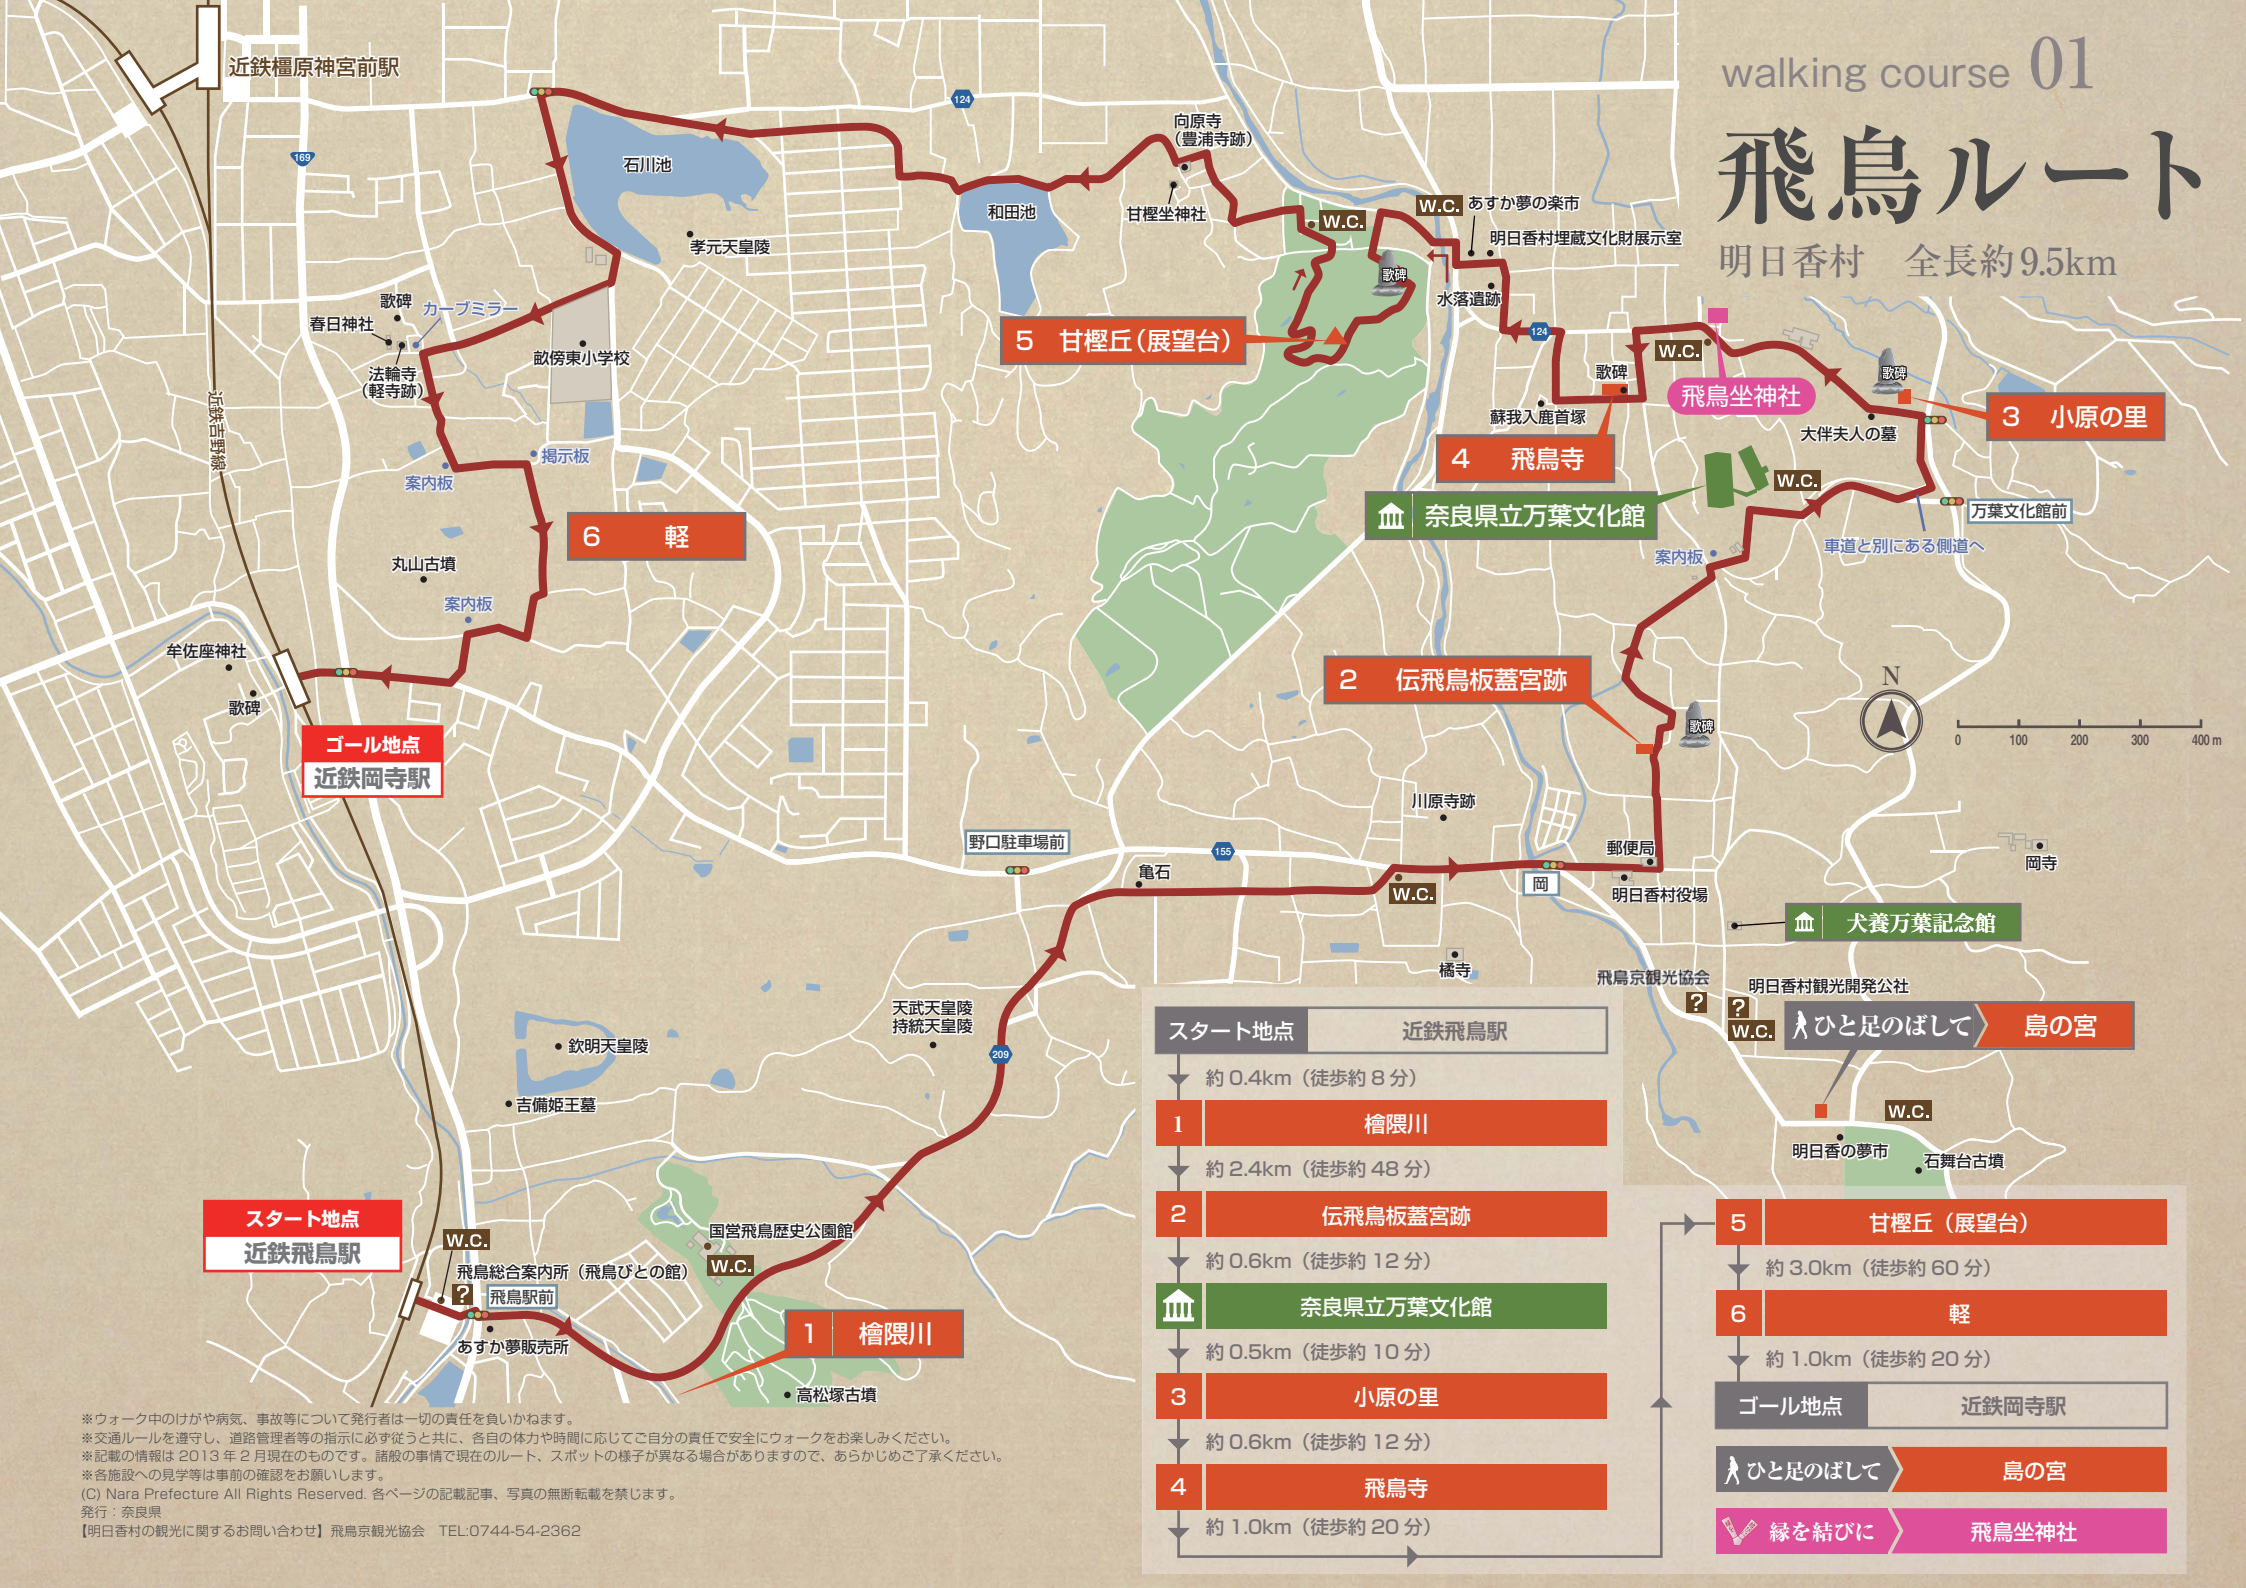 walking course 01
飛鳥ルート
明日香村　全長約9.5km
近鉄橿原神宮前駅
169
124
石川池
孝元天皇陵
和田池
向原寺
（豊浦寺跡）
甘樫坐神社
W.C.
W.C.
あすか夢の楽市
明日香村埋蔵文化財展示室
水落遺跡
歌碑
5 甘樫丘（展望台）
124
歌碑
蘇我入鹿首塚
4 飛鳥寺
W.C.
飛鳥坐神社
歌碑
3 小原の里
大伴夫人の墓
奈良県立万葉文化館
W.C.
万葉文化館前
車道と別にある側道へ
案内板
歌碑
カーブミラー
春日神社
法輪寺
（軽寺跡）
畝傍東小学校
近鉄吉野線
案内板
掲示板
6 軽
丸山古墳
案内板
牟佐座神社
歌碑
ゴール地点
近鉄岡寺駅
2 伝飛鳥板蓋宮跡
歌碑
N
0 100 200 300 400 m
川原寺跡
野口駐車場前
155
亀石
W.C.
岡
郵便局
明日香村役場
岡寺
犬養万葉記念館
橘寺
飛鳥京観光協会
?
明日香村観光開発公社
?
W.C.
ひと足のばして 島の宮
W.C.
明日香の夢市
石舞台古墳
天武天皇陵
持統天皇陵
209
欽明天皇陵
吉備姫王墓
国営飛鳥歴史公園館
W.C.
スタート地点
近鉄飛鳥駅
W.C.
飛鳥総合案内所（飛鳥びとの館）
?
飛鳥駅前
あすか夢販売所
1 檜隈川
高松塚古墳
スタート地点 近鉄飛鳥駅
約 0.4km（徒歩約 8 分）
1 檜隈川
約 2.4km（徒歩約 48 分）
2 伝飛鳥板蓋宮跡
約 0.6km（徒歩約 12 分）
奈良県立万葉文化館
約 0.5km（徒歩約 10 分）
3 小原の里
約 0.6km（徒歩約 12 分）
4 飛鳥寺
約 1.0km（徒歩約 20 分）
5 甘樫丘（展望台）
約 3.0km（徒歩約 60 分）
6 軽
約 1.0km（徒歩約 20 分）
ゴール地点 近鉄岡寺駅
ひと足のばして 島の宮
縁を結びに 飛鳥坐神社
※ウォーク中のけがや病気、事故等について発行者は一切の責任を負いかねます。
※交通ルールを遵守し、道路管理者等の指示に必ず従うと共に、各自の体力や時間に応じてご自分の責任で安全にウォークをお楽しみください。
※記載の情報は 2013 年 2 月現在のものです。諸般の事情で現在のルート、スポットの様子が異なる場合がありますので、あらかじめご了承ください。
※各施設への見学等は事前の確認をお願いします。
(C) Nara Prefecture All Rights Reserved. 各ページの記載記事、写真の無断転載を禁じます。
発行：奈良県
【明日香村の観光に関するお問い合わせ】飛鳥京観光協会　TEL:0744-54-2362